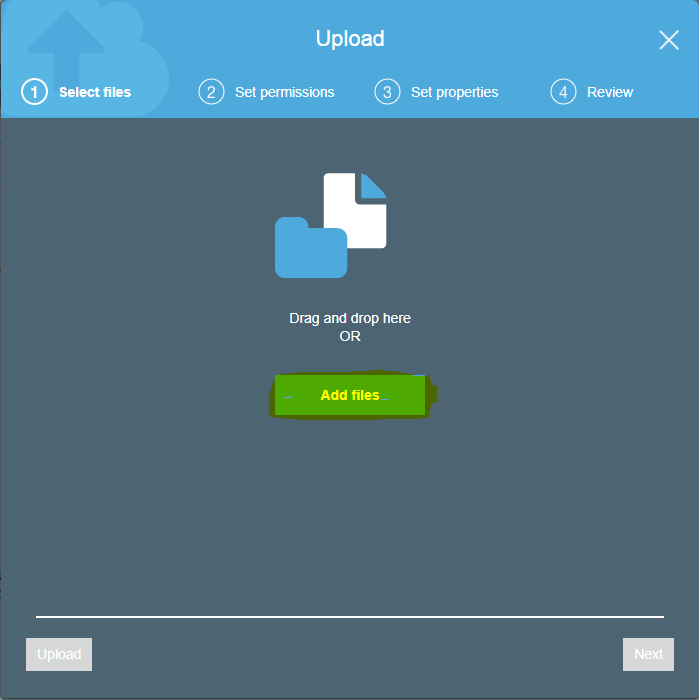 Upload
1 Select files
2 Set permissions
3 Set properties
4 Review
Drag and drop here
OR
Add files
Upload
Next